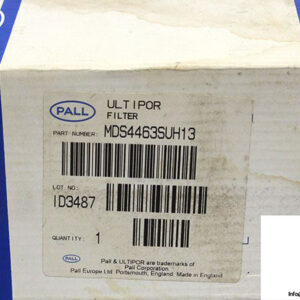 PALL
ULTIPOR
FILTER
PART NUMBER: MDS4463SUH13
LOT NO:
ID3487
QUANTITY: 1
PALL
Pall & ULTIPOR are trademarks of
Pall Corporation.
Pall Europe Ltd. Portsmouth, England. Made in England